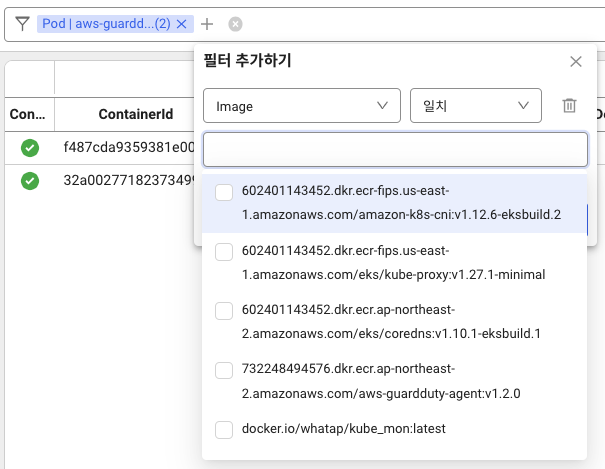 Pod | aws-guardd...(2)
필터 추가하기
Con...
ContainerId
Image
일치
f487cda9359381e00
32a0027718237349
602401143452.dkr.ecr-fips.us-east-
1.amazonaws.com/amazon-k8s-cni:v1.12.6-eksbuild.2
602401143452.dkr.ecr-fips.us-east-
1.amazonaws.com/eks/kube-proxy:v1.27.1-minimal
602401143452.dkr.ecr.ap-northeast-
2.amazonaws.com/eks/coredns:v1.10.1-eksbuild.1
732248494576.dkr.ecr.ap-northeast-
2.amazonaws.com/aws-guardduty-agent:v1.2.0
docker.io/whatap/kube_mon:latest